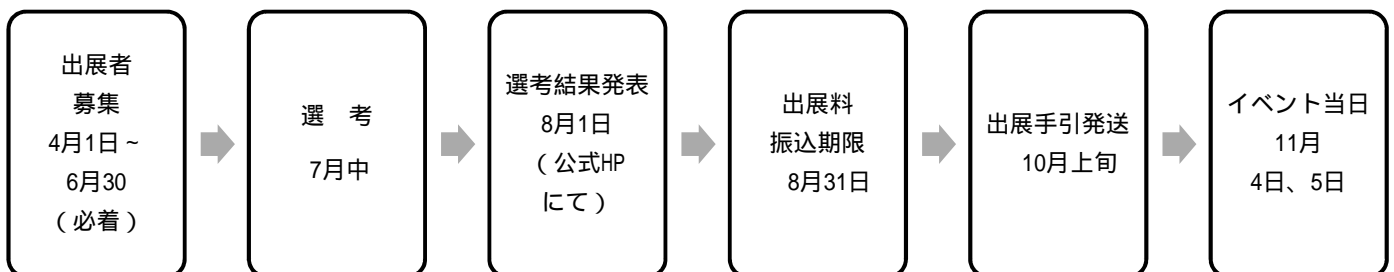 出展者
募集
4月1日～
6月30
（必着）
選　考
7月中
選考結果発表
8月1日
（公式HP
にて）
出展料
振込期限
8月31日
出展手引発送
10月上旬
イベント当日
11月
4日、5日